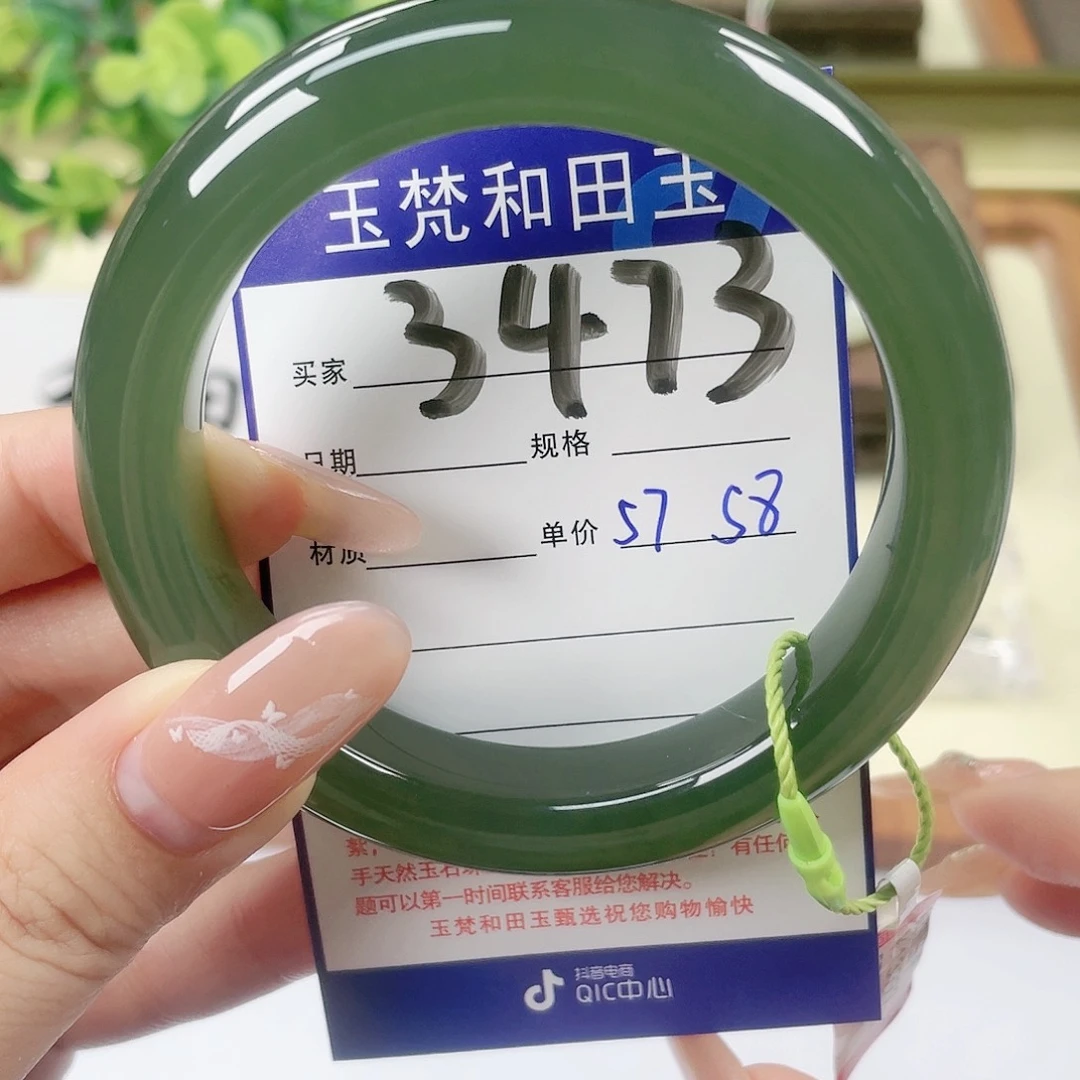 玉梵和田玉
3473
买家
日期 规格
材质 单价 57 58
有任何
手天然玉石
题可以第一时间联系客服给您解决。
玉梵和田玉甄选祝您购物愉快
抖音电商
QIC中心